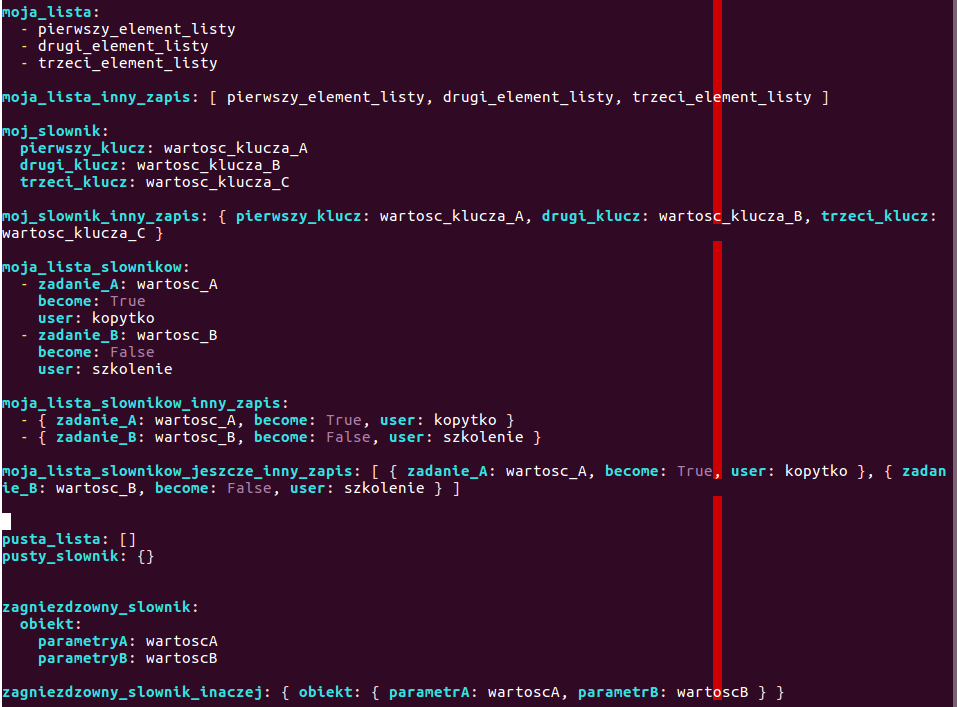 moja_lista:
  - pierwszy_element_listy
  - drugi_element_listy
  - trzeci_element_listy

moja_lista_inny_zapis: [ pierwszy_element_listy, drugi_element_listy, trzeci_element_listy ]

moj_slownik:
  pierwszy_klucz: wartosc_klucza_A
  drugi_klucz: wartosc_klucza_B
  trzeci_klucz: wartosc_klucza_C

moj_slownik_inny_zapis: { pierwszy_klucz: wartosc_klucza_A, drugi_klucz: wartosc_klucza_B, trzeci_klucz:
wartosc_klucza_C }

moja_lista_slownikow:
  - zadanie_A: wartosc_A
    become: True
    user: kopytko
  - zadanie_B: wartosc_B
    become: False
    user: szkolenie

moja_lista_slownikow_inny_zapis:
  - { zadanie_A: wartosc_A, become: True, user: kopytko }
  - { zadanie_B: wartosc_B, become: False, user: szkolenie }

moja_lista_slownikow_jeszcze_inny_zapis: [ { zadanie_A: wartosc_A, become: True, user: kopytko }, { zadan
ie_B: wartosc_B, become: False, user: szkolenie } ]

pusta_lista: []
pusty_slownik: {}

zagniezdzowny_slownik:
  obiekt:
    parametryA: wartoscA
    parametryB: wartoscB

zagniezdzowny_slownik_inaczej: { obiekt: { parametrA: wartoscA, parametrB: wartoscB } }